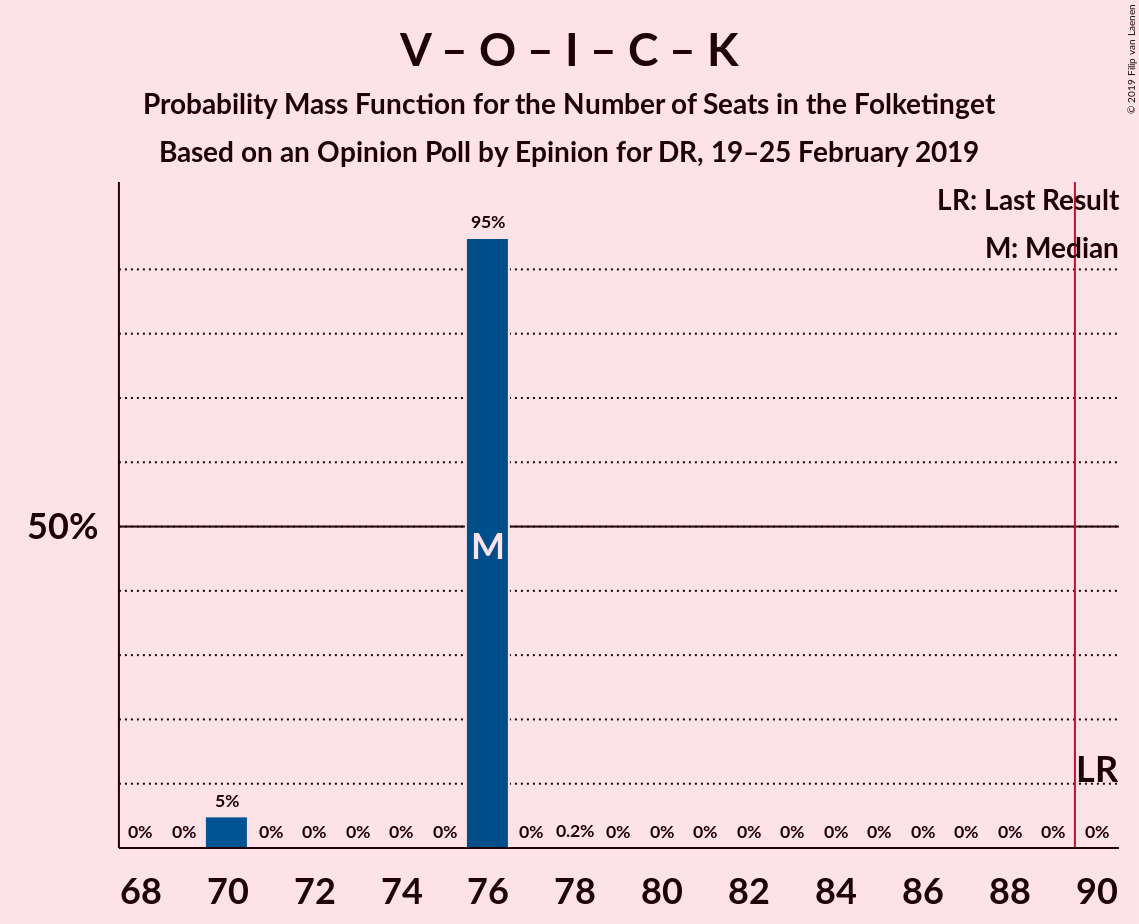 V – O – I – C – K
Probability Mass Function for the Number of Seats in the Folketinget
Based on an Opinion Poll by Epinion for DR, 19–25 February 2019
© 2019 Filip van Laenen
LR: Last Result
M: Median
95%
50%
M
LR
5%
0% 0% 0% 0% 0% 0% 0% 0% 0.2% 0% 0% 0% 0% 0% 0% 0% 0% 0% 0% 0% 0%
68 70 72 74 76 78 80 82 84 86 88 90